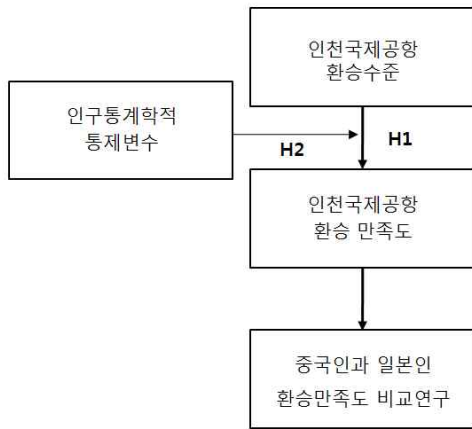 인천국제공항
환승수준
인구통계학적
통제변수
H2
H1
인천국제공항
환승 만족도
중국인과 일본인
환승만족도 비교연구